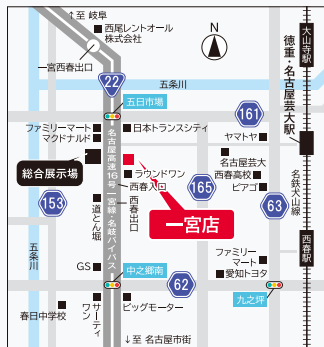 ↑至 岐阜
西尾レントオール
株式会社
N
大山寺駅
一宮西春出口
22
五条川
徳重・名古屋芸大駅
五日市場
161
ファミリーマート
マクドナルド
日本トランスシティ
ヤマトヤ
総合展示場
ラウンドワン
西春入口
名古屋芸大
西春高校
ピアゴ
153
165
63
名古屋高速16号一宮線・名岐バイパス
西春出口
道とん堀
一宮店
名鉄犬山線
西春駅
五条川
GS
中之郷南
ファミリー
マート
愛知トヨタ
62
九之坪
春日中学校
サーティ
ワン
ビッグモーター
↓至 名古屋市街